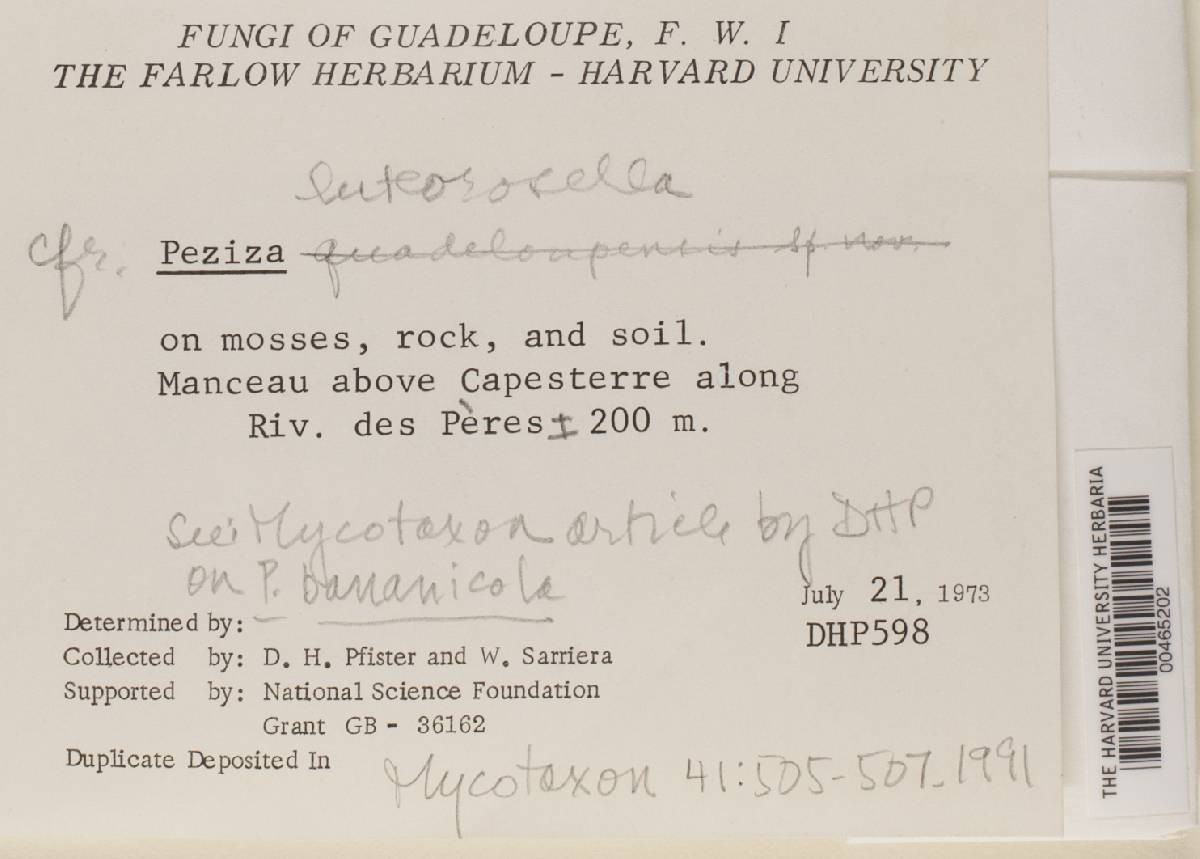 FUNGI OF GUADELOUPE, F. W. I
THE FARLOW HERBARIUM - HARVARD UNIVERSITY
luteorosella
cfr. Peziza guadeloupensis sp. nov.
on mosses, rock, and soil.
Manceau above Capesterre along
Riv. des Pères ± 200 m.
See: Mycotaxon article by DHP
on P. bananicola
July 21, 1973
DHP598
Determined by:
Collected by: D. H. Pfister and W. Sarriera
Supported by: National Science Foundation
Grant GB - 36162
Duplicate Deposited In
Mycotaxon 41:505-507. 1991
THE HARVARD UNIVERSITY HERBARIA
00465202